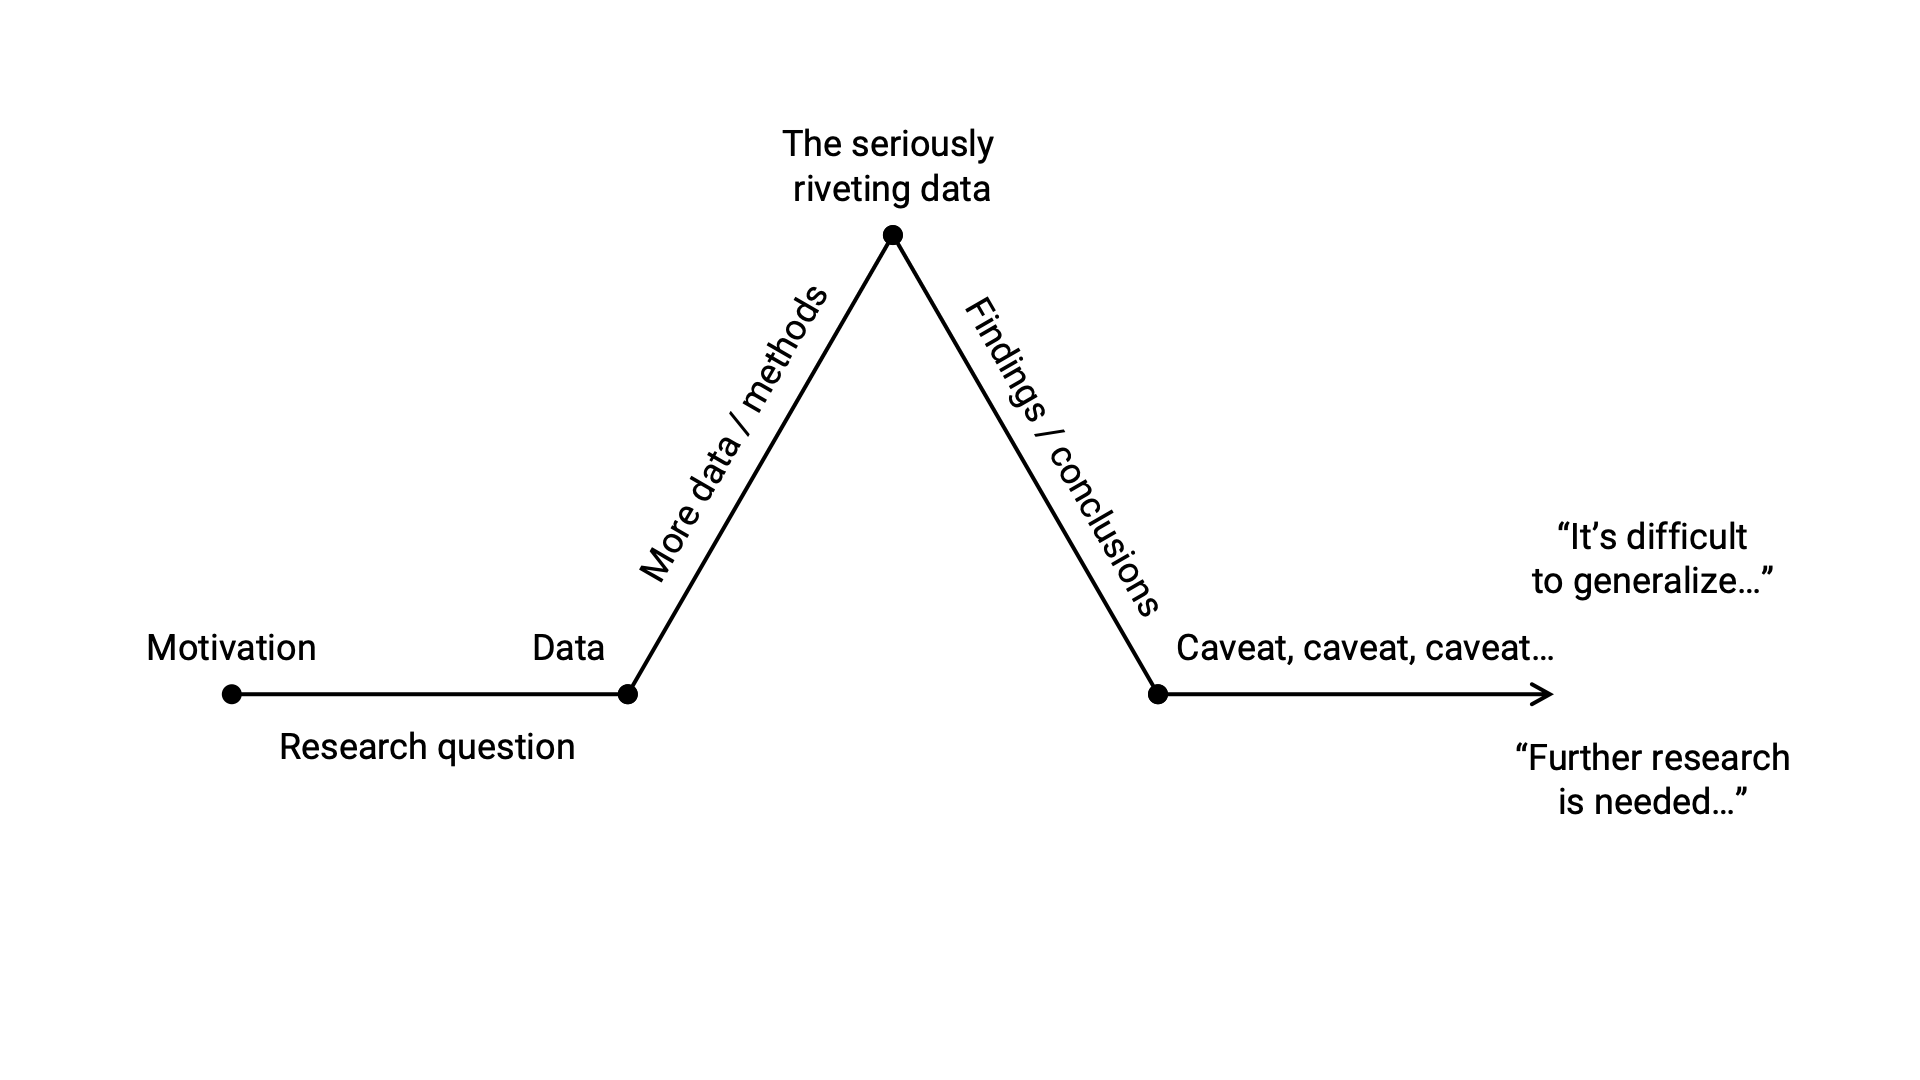 Motivation
Research question
Data
More data / methods
The seriously
riveting data
Findings / conclusions
Caveat, caveat, caveat…
“It’s difficult
to generalize…”
“Further research
is needed…”